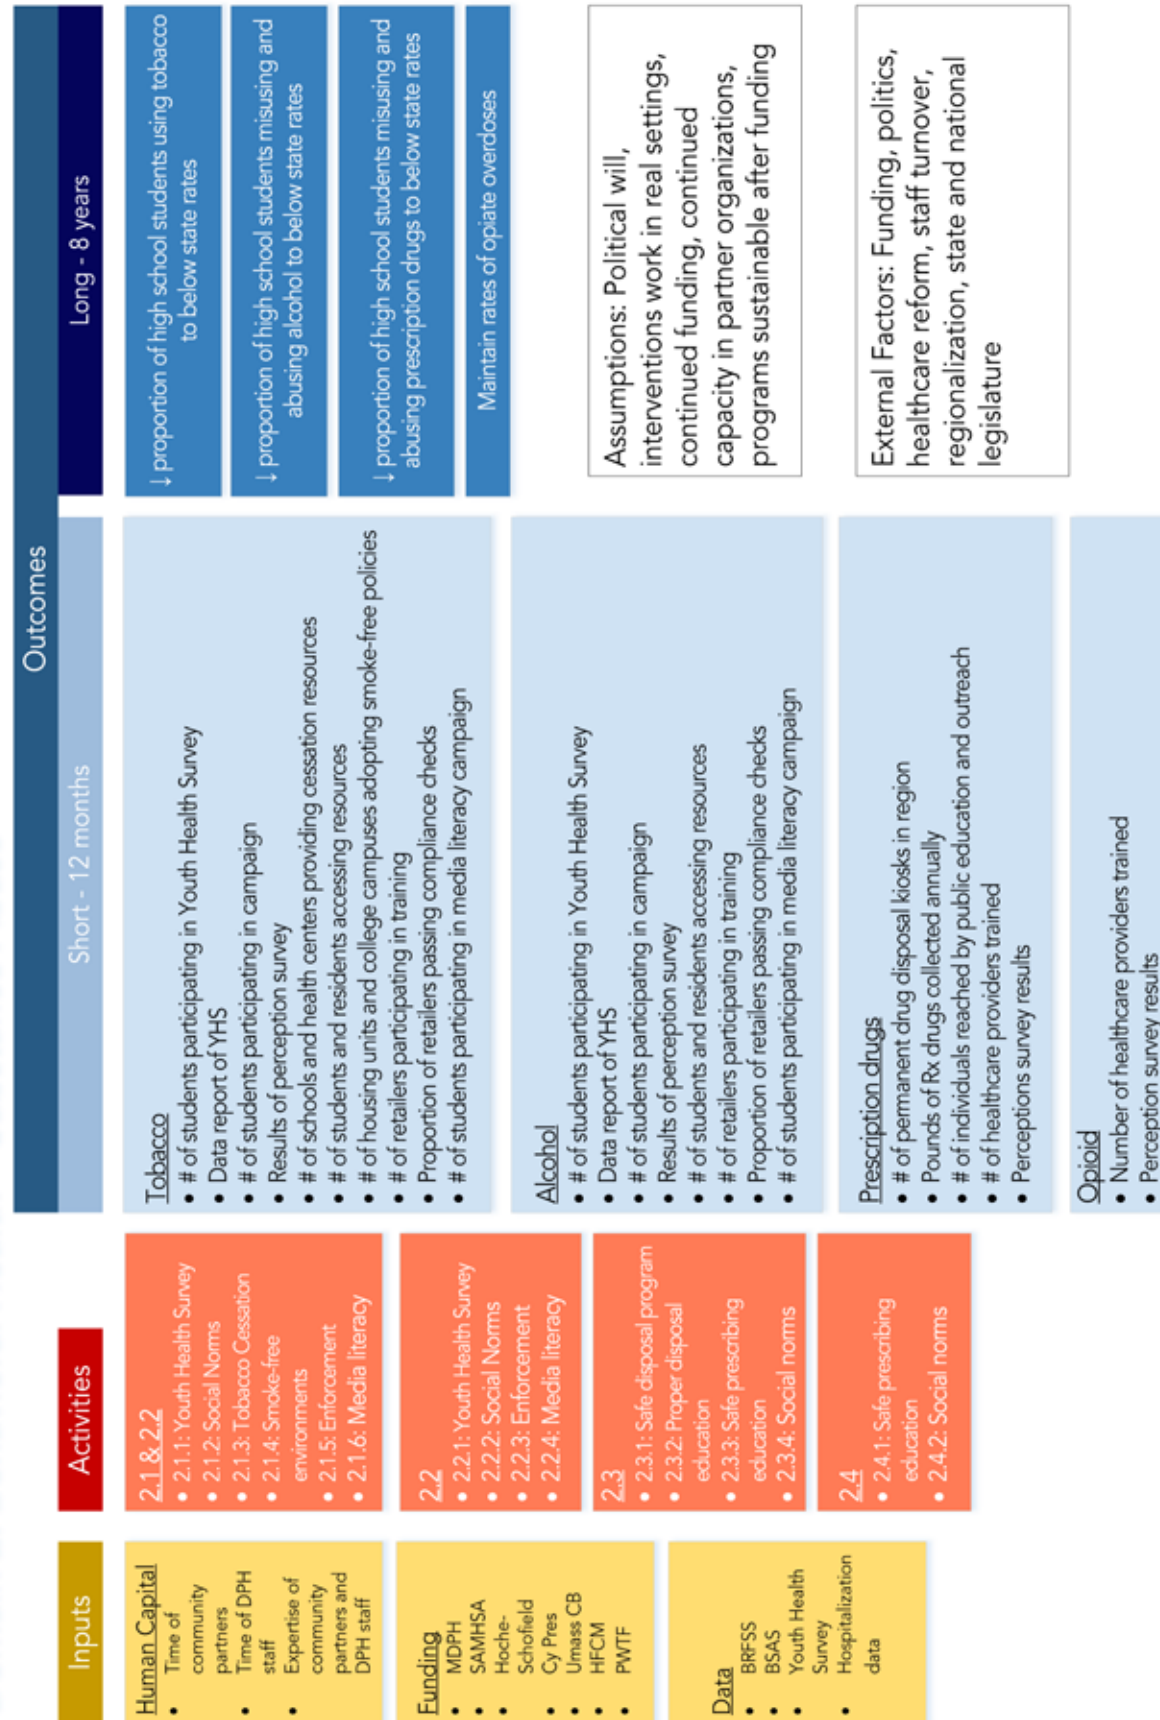 Inputs
Human Capital
• Time of
community
partners
• Time of DPH
staff
• Expertise of
community
partners and
DPH staff
Funding
• MDPH
• SAMHSA
• Hoche-
Schofield
• Cy Pres
• Umass CB
• HFCM
• PWTF
Data
• BRFSS
• BSAS
• Youth Health
Survey
• Hospitalization
data
Activities
2.1 & 2.2
• 2.1.1: Youth Health Survey
• 2.1.2: Social Norms
• 2.1.3: Tobacco Cessation
• 2.1.4: Smoke-free
environments
• 2.1.5: Enforcement
• 2.1.6: Media literacy
2.2
• 2.2.1: Youth Health Survey
• 2.2.2: Social Norms
• 2.2.3: Enforcement
• 2.2.4: Media literacy
2.3
• 2.3.1: Safe disposal program
• 2.3.2: Proper disposal
education
• 2.3.3: Safe prescribing
education
• 2.3.4: Social norms
2.4
• 2.4.1: Safe prescribing
education
• 2.4.2: Social norms
Outcomes
Short - 12 months
Tobacco
• # of students participating in Youth Health Survey
• Data report of YHS
• # of students participating in campaign
• Results of perception survey
• # of schools and health centers providing cessation resources
• # of students and residents accessing resources
• # of housing units and college campuses adopting smoke-free policies
• # of retailers participating in training
• Proportion of retailers passing compliance checks
• # of students participating in media literacy campaign
Alcohol
• # of students participating in Youth Health Survey
• Data report of YHS
• # of students participating in campaign
• Results of perception survey
• # of students and residents accessing resources
• # of retailers participating in training
• Proportion of retailers passing compliance checks
• # of students participating in media literacy campaign
Prescription drugs
• # of permanent drug disposal kiosks in region
• Pounds of Rx drugs collected annually
• # of individuals reached by public education and outreach
• # of healthcare providers trained
• Perceptions survey results
Opioid
• Number of healthcare providers trained
• Perception survey results
Long - 8 years
↓ proportion of high school students using tobacco
to below state rates
↓ proportion of high school students misusing and
abusing alcohol to below state rates
↓ proportion of high school students misusing and
abusing prescription drugs to below state rates
Maintain rates of opiate overdoses
Assumptions: Political will,
interventions work in real settings,
continued funding, continued
capacity in partner organizations,
programs sustainable after funding
External Factors: Funding, politics,
healthcare reform, staff turnover,
regionalization, state and national
legislature